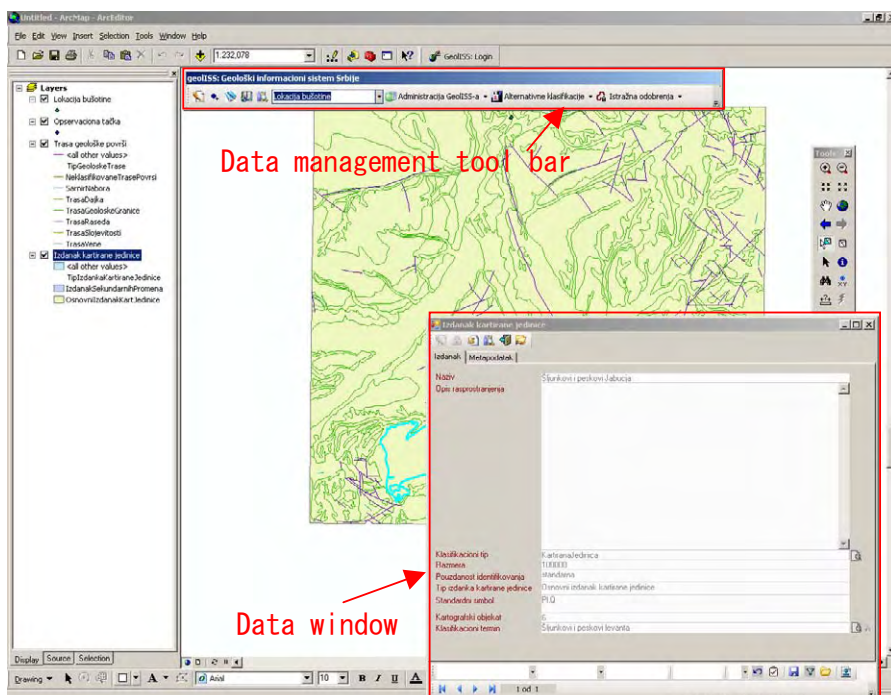 Untitled - ArcMap - ArcEditor
File Edit View Insert Selection Tools Window Help
1:232,078
GeoIISS: Login
geoIISS: Geološki informacioni sistem Srbije
Lokacija bušotine
Administracija GeoIISS-a
Alternativne klasifikacije
Istražna odobrenja
Data management tool bar
Layers
Lokacija bušotine
Opservaciona tačka
Trasa geološke površi
<all other values>
TipGeoloskeTrase
NeklasifikovaneTrasePovrsi
SarnirNabora
TrasaDajka
TrasaGeoloskeGranice
TrasaRaseda
TrasaSlojevitosti
TrasaVene
Izdanak kartirane jedinice
<all other values>
TipIzdankaKartiraneJedinice
IzdanakSekundarnihPromena
OsnovniIzdanakKartJedinice
Tools
Izdanak kartirane jedinice
Izdanak Metapodatak
Naziv Šljunkovi i peskovi Jabucja
Opis rasprostranjenja
Klasifikacioni tip KartiranaJedinica
Razmera 100000
Pouzdanost identifikovanja standardna
Tip izdanka kartirane jedinice Osnovni izdanak kartirane jedinice
Standardni simbol Pl,Q
Kartografski objekat 6
Klasifikacioni termin Šljunkovi i peskovi levanta
Data window
1 od 1
Display Source Selection
Drawing A Arial 10 B I U A